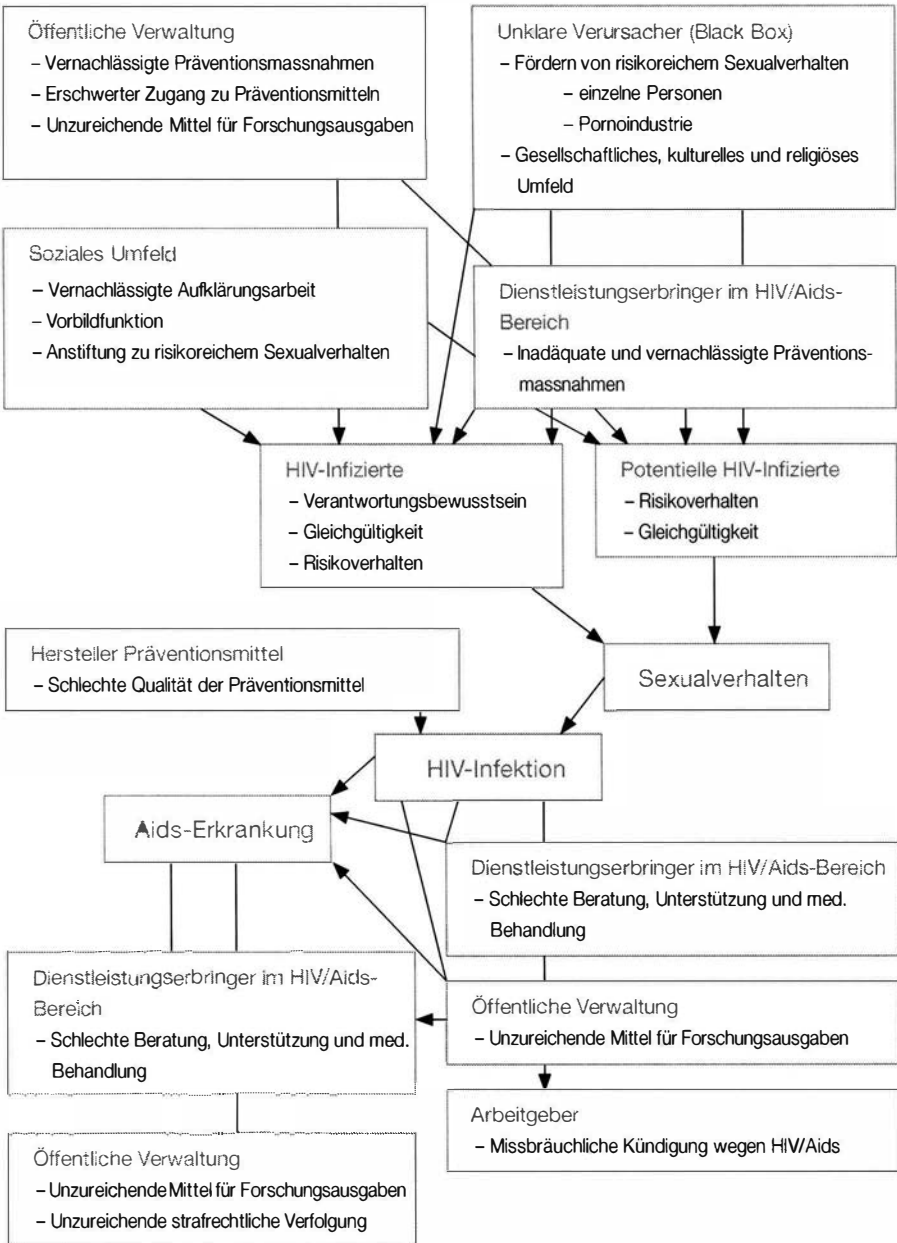 Öffentliche Verwaltung
– Vernachlässigte Präventionsmassnahmen
– Erschwerter Zugang zu Präventionsmitteln
– Unzureichende Mittel für Forschungsausgaben
Unklare Verursacher (Black Box)
– Fördern von risikoreichem Sexualverhalten
– einzelne Personen
– Pornoindustrie
– Gesellschaftliches, kulturelles und religiöses
Umfeld
Soziales Umfeld
– Vernachlässigte Aufklärungsarbeit
– Vorbildfunktion
– Anstiftung zu risikoreichem Sexualverhalten
Dienstleistungserbringer im HIV/Aids-
Bereich
– Inadäquate und vernachlässigte Präventions-
massnahmen
HIV-Infizierte
– Verantwortungsbewusstsein
– Gleichgültigkeit
– Risikoverhalten
Potentielle HIV-Infizierte
– Risikoverhalten
– Gleichgültigkeit
Hersteller Präventionsmittel
– Schlechte Qualität der Präventionsmittel
Sexualverhalten
HIV-Infektion
Aids-Erkrankung
Dienstleistungserbringer im HIV/Aids-Bereich
– Schlechte Beratung, Unterstützung und med.
Behandlung
Dienstleistungserbringer im HIV/Aids-
Bereich
– Schlechte Beratung, Unterstützung und med.
Behandlung
Öffentliche Verwaltung
– Unzureichende Mittel für Forschungsausgaben
Arbeitgeber
– Missbräuchliche Kündigung wegen HIV/Aids
Öffentliche Verwaltung
– Unzureichende Mittel für Forschungsausgaben
– Unzureichende strafrechtliche Verfolgung